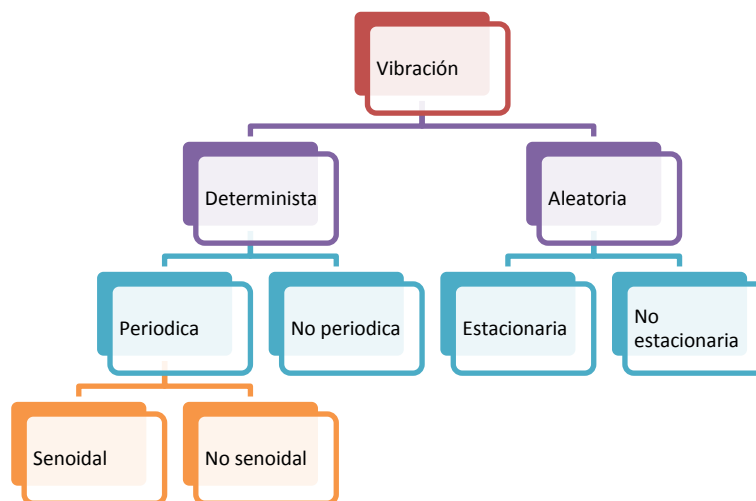 Vibración
Determinista
Aleatoria
Periodica
No periodica
Estacionaria
No
estacionaria
Senoidal
No senoidal